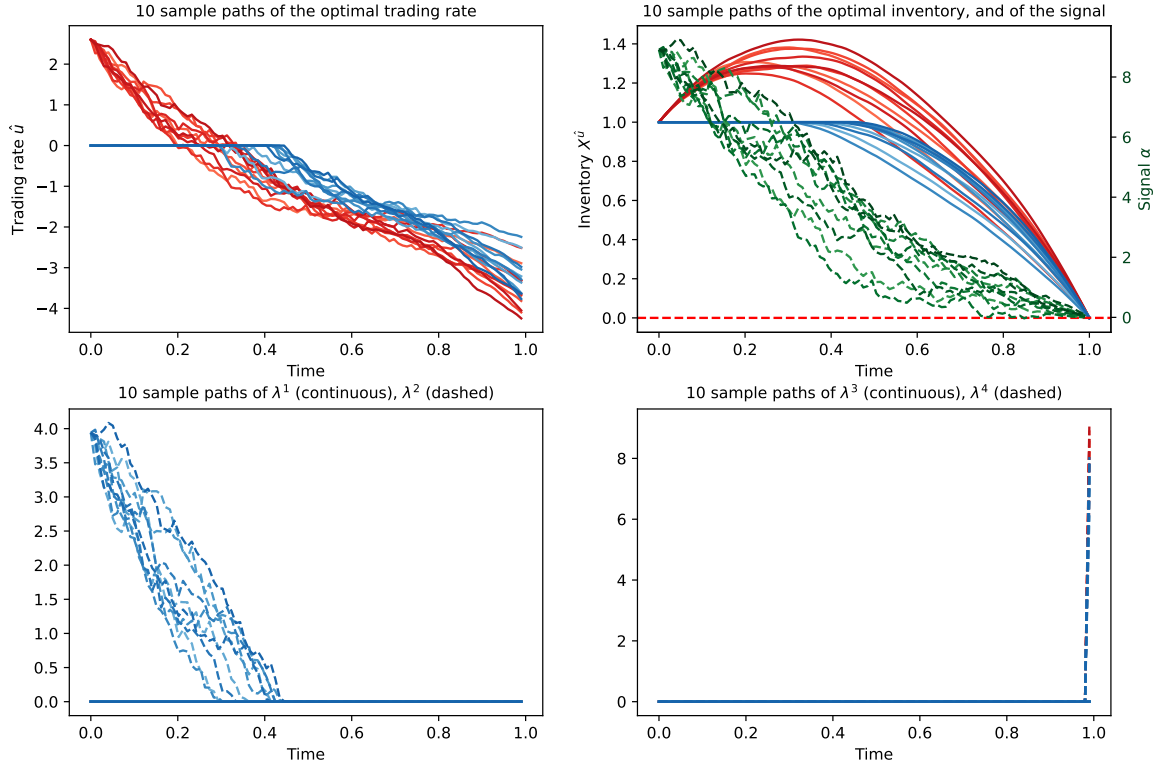 10 sample paths of the optimal trading rate
2
1
0
−1
−2
−3
−4
Trading rate û
0.0 0.2 0.4 0.6 0.8 1.0
Time
10 sample paths of the optimal inventory, and of the signal
1.4
1.2
1.0
0.8
0.6
0.4
0.2
0.0
Inventory X^û
8
6
4
2
0
Signal α
0.0 0.2 0.4 0.6 0.8 1.0
Time
10 sample paths of λ¹ (continuous), λ² (dashed)
4.0
3.5
3.0
2.5
2.0
1.5
1.0
0.5
0.0
0.0 0.2 0.4 0.6 0.8 1.0
Time
10 sample paths of λ³ (continuous), λ⁴ (dashed)
8
6
4
2
0
0.0 0.2 0.4 0.6 0.8 1.0
Time